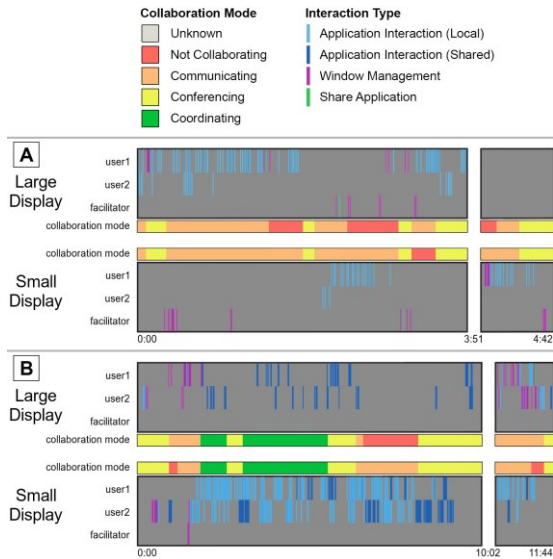 Collaboration Mode
Interaction Type
Unknown
Application Interaction (Local)
Not Collaborating
Application Interaction (Shared)
Communicating
Window Management
Conferencing
Share Application
Coordinating
A
Large
Display
user1
user2
facilitator
collaboration mode
collaboration mode
Small
Display
user1
user2
facilitator
0:00
3:51
4:42
B
Large
Display
user1
user2
facilitator
collaboration mode
collaboration mode
Small
Display
user1
user2
facilitator
0:00
10:02
11:44